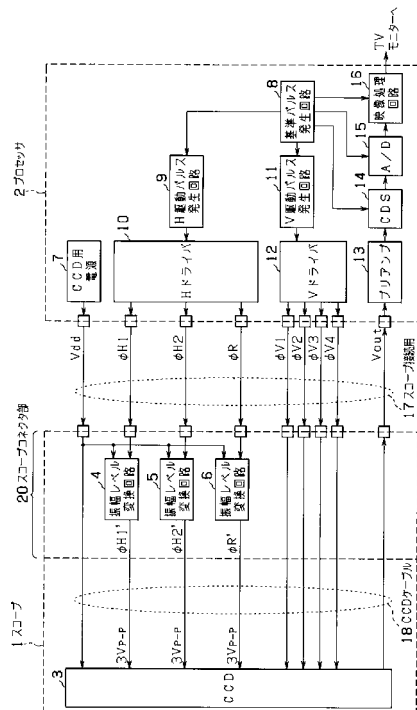 2 プロセッサ
7
CCD用
電源
10
Hドライバ
9
H駆動パルス
発生回路
8
基準パルス
発生回路
11
V駆動パルス
発生回路
12
Vドライバ
13
プリアンプ
14
CDS
15
A/D
16
映像処理
回路
TV
モニターへ
Vdd
φH1
φH2
φR
φV1
φV2
φV3
φV4
Vout
17スコープ接続用
20スコープコネクタ部
4
振幅レベル
変換回路
5
振幅レベル
変換回路
6
振幅レベル
変換回路
φH1'
φH2'
φR'
1スコープ
3VP-P
3VP-P
3VP-P
18CCDケーブル
3
CCD